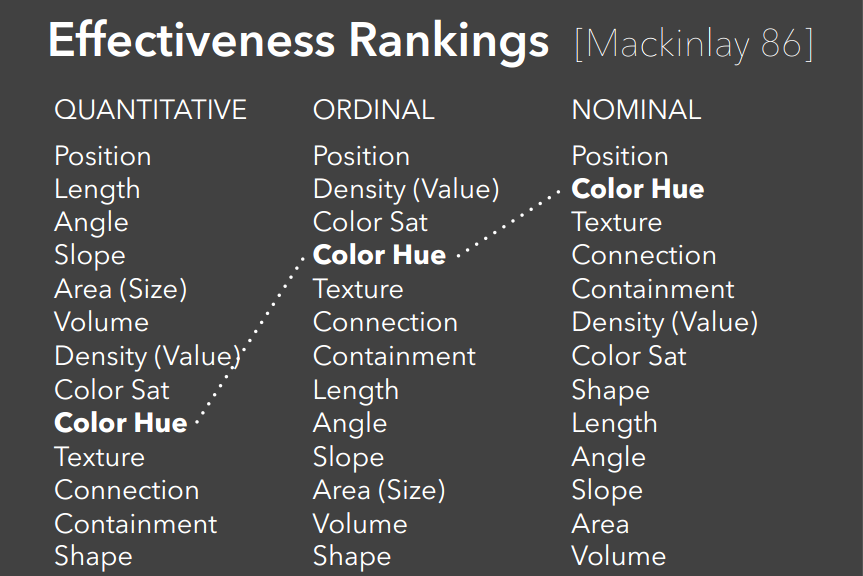 Effectiveness Rankings [Mackinlay 86]
QUANTITATIVE
Position
Length
Angle
Slope
Area (Size)
Volume
Density (Value)
Color Sat
Color Hue
Texture
Connection
Containment
Shape
ORDINAL
Position
Density (Value)
Color Sat
Color Hue
Texture
Connection
Containment
Length
Angle
Slope
Area (Size)
Volume
Shape
NOMINAL
Position
Color Hue
Texture
Connection
Containment
Density (Value)
Color Sat
Shape
Length
Angle
Slope
Area
Volume